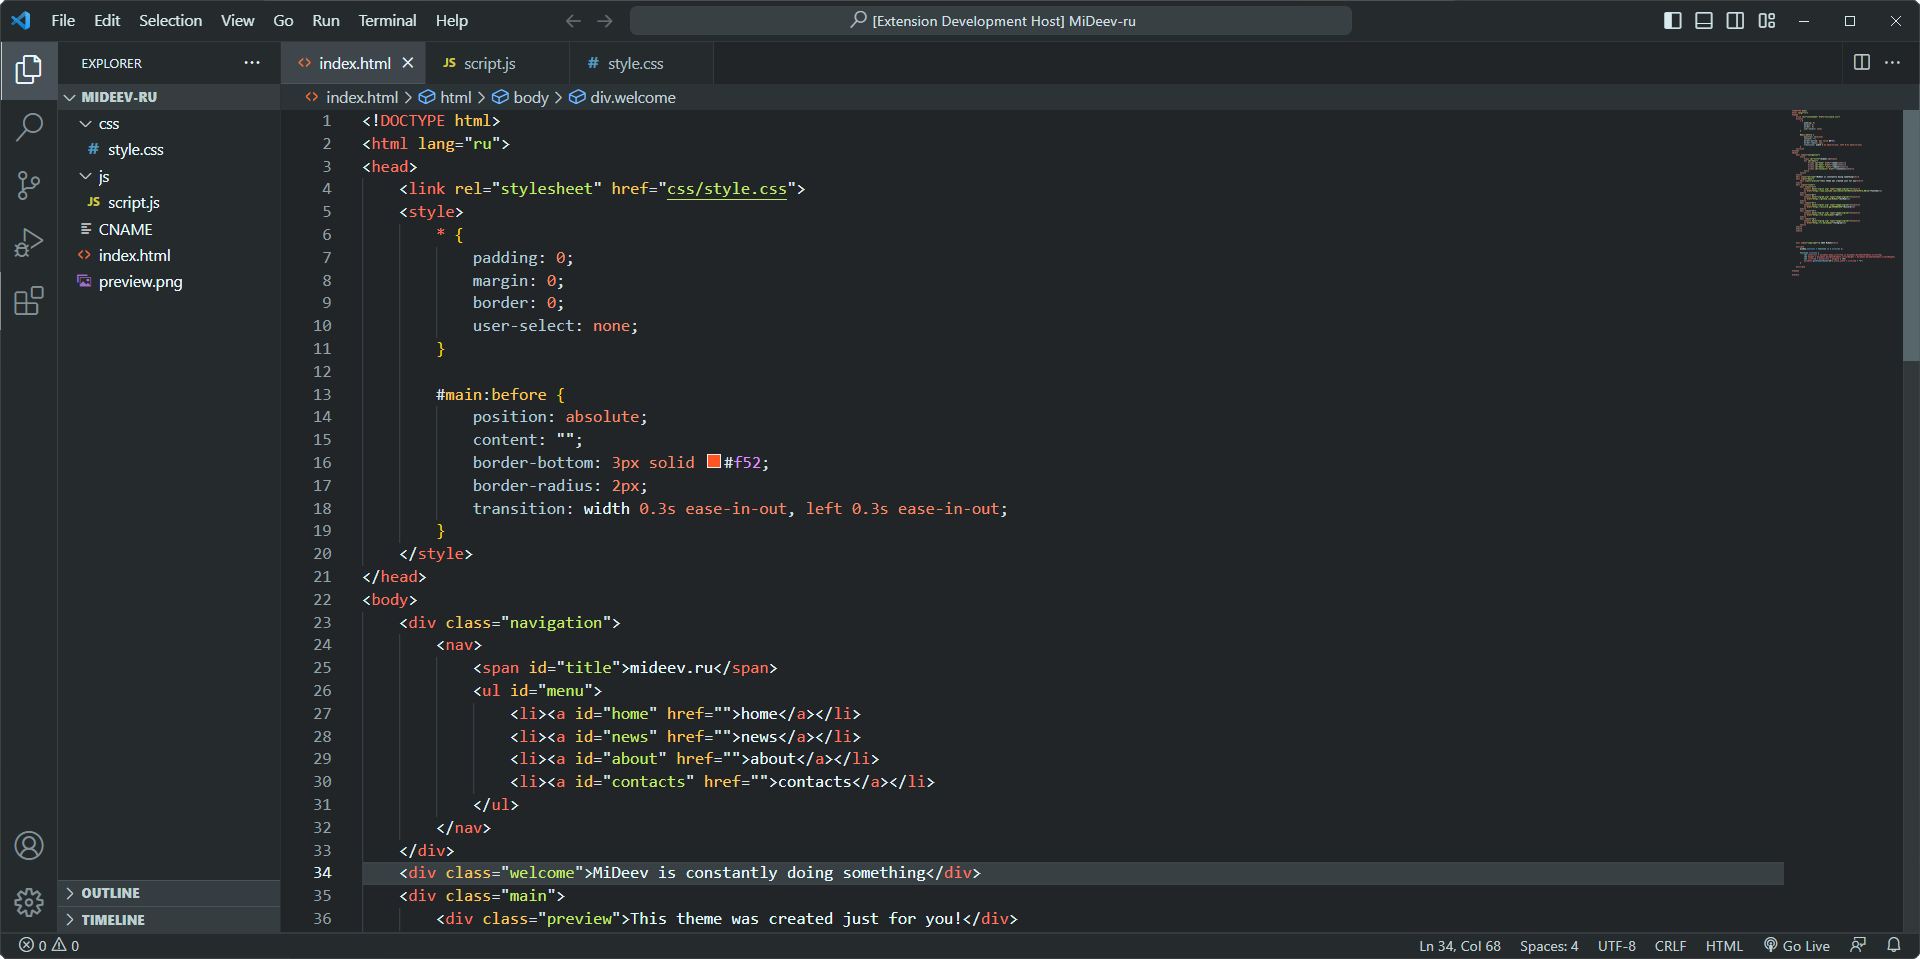 File Edit Selection View Go Run Terminal Help
[Extension Development Host] MiDeev-ru
EXPLORER
index.html
JS script.js
# style.css
MIDEEV-RU
css
# style.css
js
JS script.js
CNAME
index.html
preview.png
OUTLINE
TIMELINE
index.html > html > body > div.welcome
1 <!DOCTYPE html>
2 <html lang="ru">
3 <head>
4 <link rel="stylesheet" href="css/style.css">
5 <style>
6 * {
7 padding: 0;
8 margin: 0;
9 border: 0;
10 user-select: none;
11 }
12
13 #main:before {
14 position: absolute;
15 content: "";
16 border-bottom: 3px solid #f52;
17 border-radius: 2px;
18 transition: width 0.3s ease-in-out, left 0.3s ease-in-out;
19 }
20 </style>
21 </head>
22 <body>
23 <div class="navigation">
24 <nav>
25 <span id="title">mideev.ru</span>
26 <ul id="menu">
27 <li><a id="home" href="">home</a></li>
28 <li><a id="news" href="">news</a></li>
29 <li><a id="about" href="">about</a></li>
30 <li><a id="contacts" href="">contacts</a></li>
31 </ul>
32 </nav>
33 </div>
34 <div class="welcome">MiDeev is constantly doing something</div>
35 <div class="main">
36 <div class="preview">This theme was created just for you!</div>
0 0
Ln 34, Col 68 Spaces: 4 UTF-8 CRLF HTML Go Live